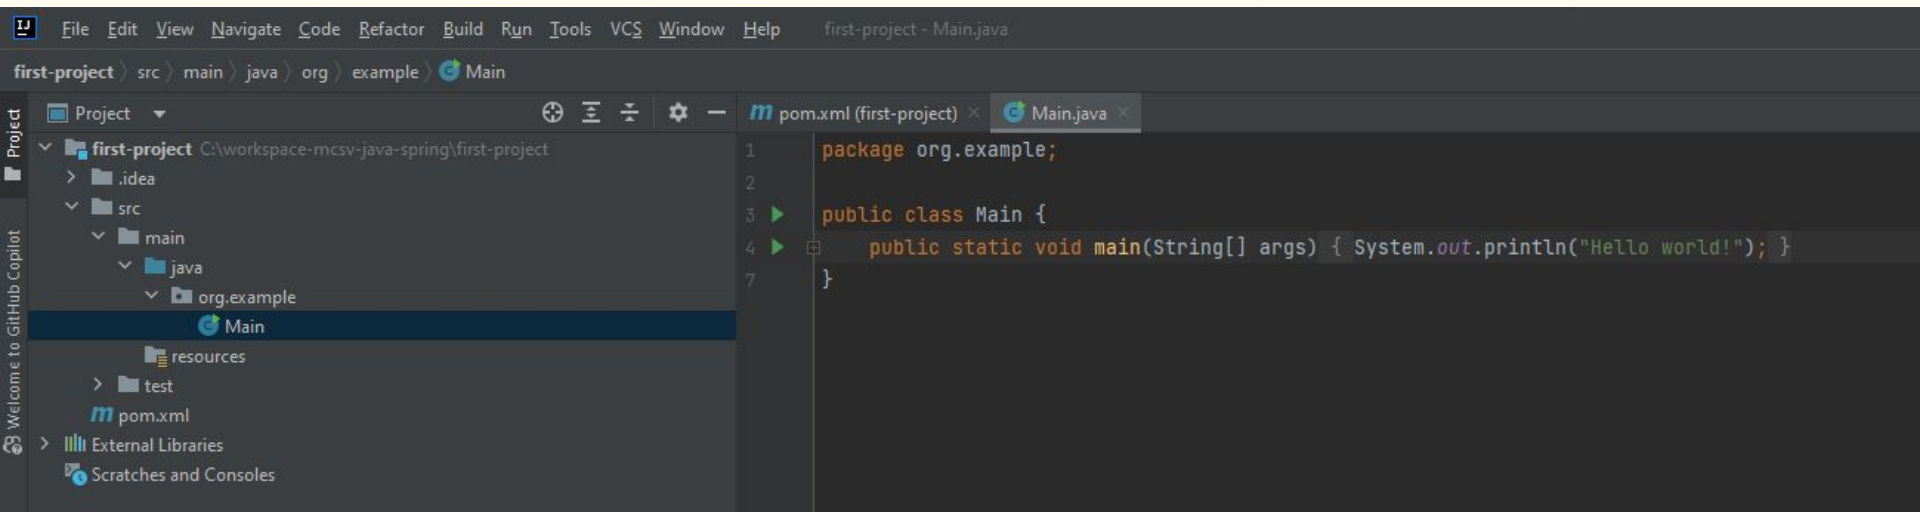 IJ File Edit View Navigate Code Refactor Build Run Tools VCS Window Help first-project - Main.java
first-project src main java org example C Main
Project
Welcome to GitHub Copilot
Project
first-project C:\workspace-mcsv-java-spring\first-project
.idea
src
main
java
org.example
C Main
resources
test
m pom.xml
External Libraries
Scratches and Consoles
m pom.xml (first-project) × C Main.java ×
1 package org.example;
2
3 public class Main {
4 public static void main(String[] args) { System.out.println("Hello world!"); }
7 }